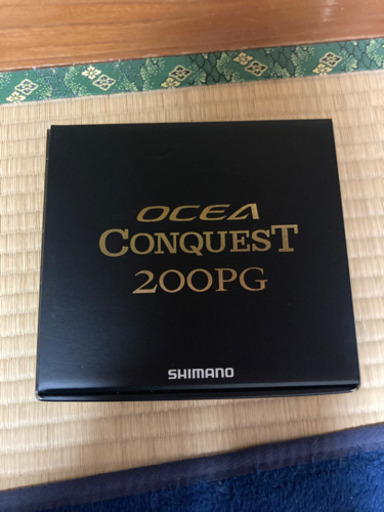 OCEA
CONQUEST
200PG
SHIMANO